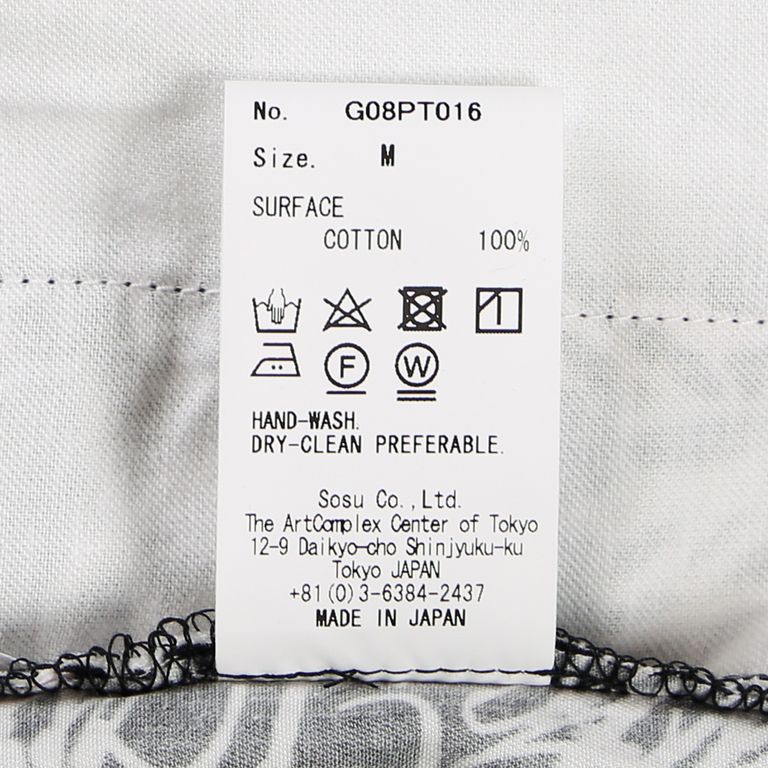 No. G08PT016
Size. M
SURFACE
COTTON 100%
F W
HAND-WASH.
DRY-CLEAN PREFERABLE.
Sosu Co.,Ltd.
The ArtComplex Center of Tokyo
12-9 Daikyo-cho Shinjyuku-ku
Tokyo JAPAN
+81(0)3-6384-2437
MADE IN JAPAN